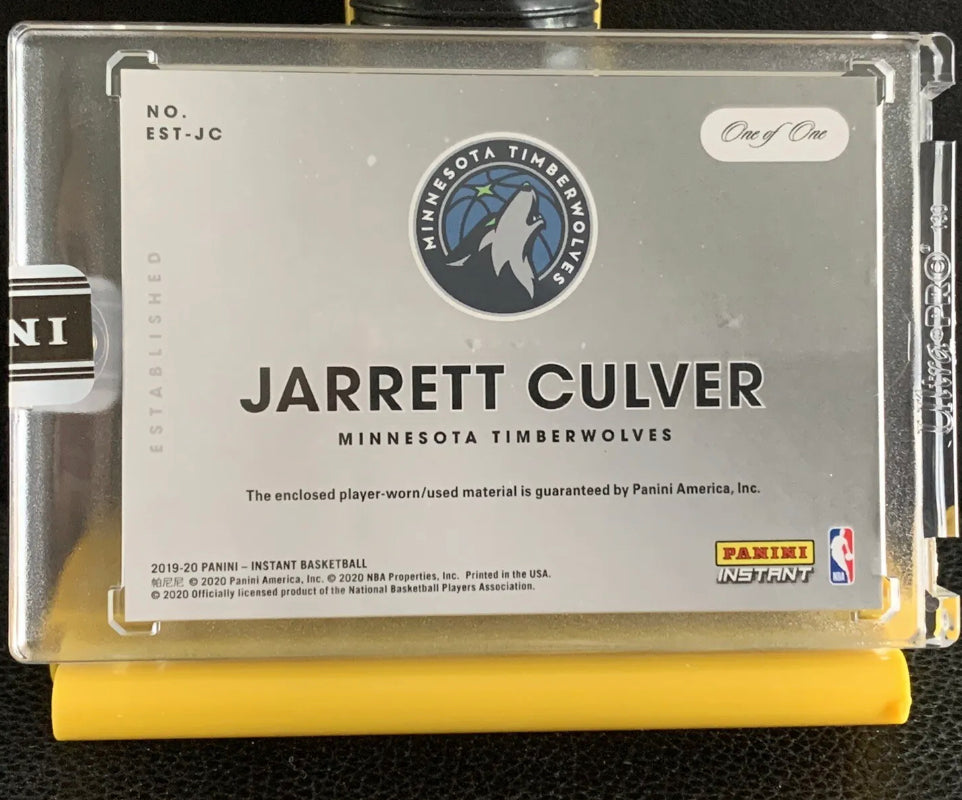 NO.
EST-JC
One of One
MINNESOTA TIMBERWOLVES
ESTABLISHED
NI
JARRETT CULVER
MINNESOTA TIMBERWOLVES
The enclosed player-worn/used material is guaranteed by Panini America, Inc.
PANINI
INSTANT
NBA
2019-20 PANINI – INSTANT BASKETBALL
帕尼尼 © 2020 Panini America, Inc. © 2020 NBA Properties, Inc. Printed in the USA.
© 2020 Officially licensed product of the National Basketball Players Association.
Ultra PRO®